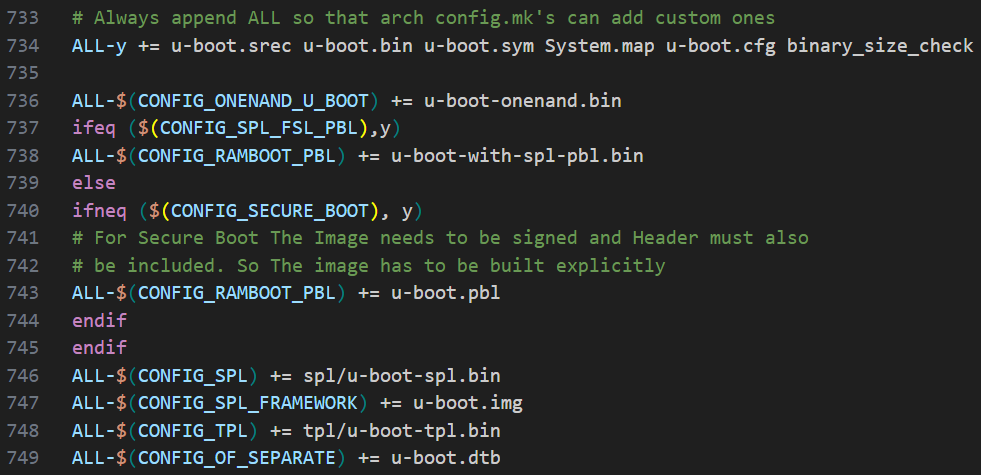 733 # Always append ALL so that arch config.mk's can add custom ones
734 ALL-y += u-boot.srec u-boot.bin u-boot.sym System.map u-boot.cfg binary_size_check
735
736 ALL-$(CONFIG_ONENAND_U_BOOT) += u-boot-onenand.bin
737 ifeq ($(CONFIG_SPL_FSL_PBL),y)
738 ALL-$(CONFIG_RAMBOOT_PBL) += u-boot-with-spl-pbl.bin
739 else
740 ifneq ($(CONFIG_SECURE_BOOT), y)
741 # For Secure Boot The Image needs to be signed and Header must also
742 # be included. So The image has to be built explicitly
743 ALL-$(CONFIG_RAMBOOT_PBL) += u-boot.pbl
744 endif
745 endif
746 ALL-$(CONFIG_SPL) += spl/u-boot-spl.bin
747 ALL-$(CONFIG_SPL_FRAMEWORK) += u-boot.img
748 ALL-$(CONFIG_TPL) += tpl/u-boot-tpl.bin
749 ALL-$(CONFIG_OF_SEPARATE) += u-boot.dtb